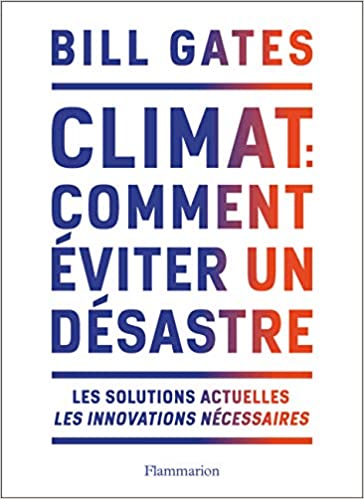 BILL GATES
CLIMAT:
COMMENT
ÉVITER UN
DÉSASTRE
LES SOLUTIONS ACTUELLES
LES INNOVATIONS NÉCESSAIRES
Flammarion